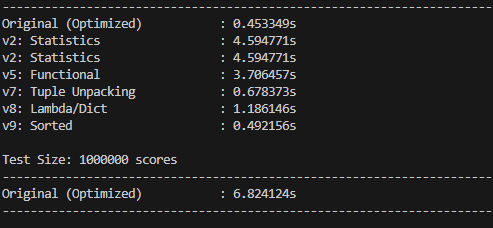 --------------------------------------------------------------------------------
Original (Optimized) : 0.453349s
v2: Statistics : 4.594771s
v2: Statistics : 4.594771s
v5: Functional : 3.706457s
v7: Tuple Unpacking : 0.678373s
v8: Lambda/Dict : 1.186146s
v9: Sorted : 0.492156s
Test Size: 1000000 scores
--------------------------------------------------------------------------------
Original (Optimized) : 6.824124s
--------------------------------------------------------------------------------